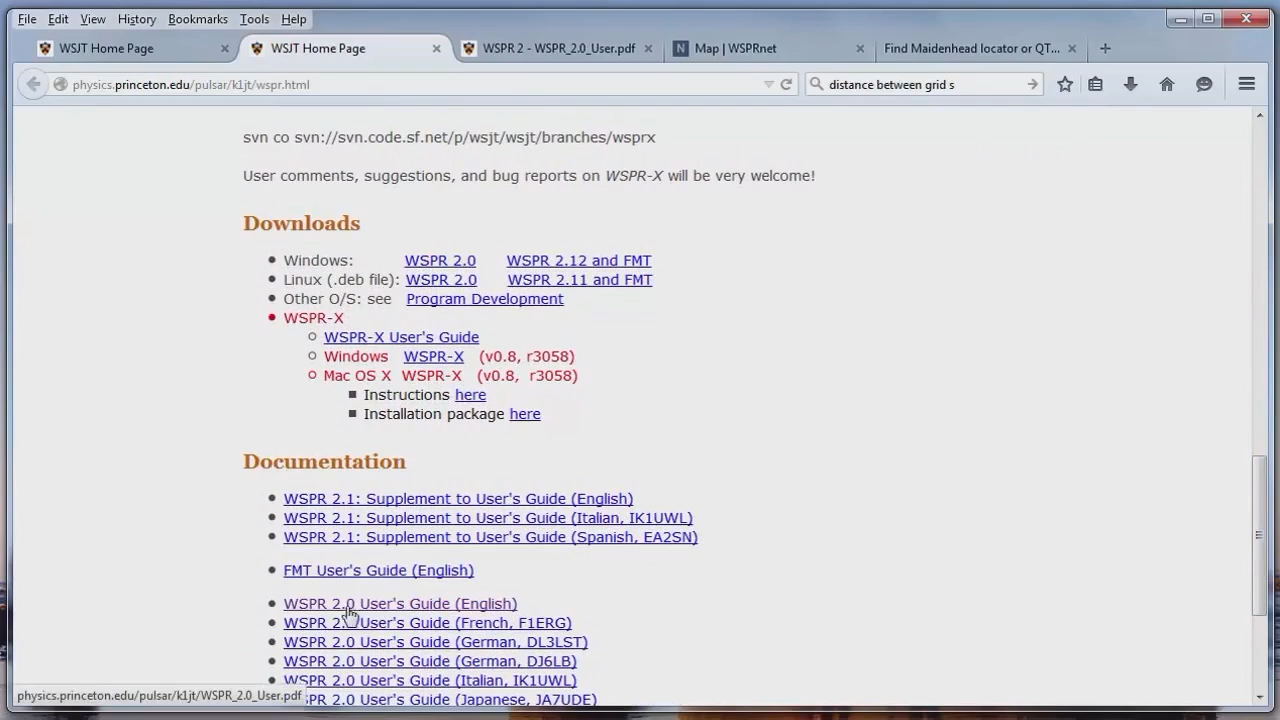 File Edit View History Bookmarks Tools Help
WSJT Home Page WSJT Home Page WSPR 2 - WSPR_2.0_User.pdf Map | WSPRnet Find Maidenhead locator or QT...
physics.princeton.edu/pulsar/k1jt/wspr.html distance between grid s
svn co svn://svn.code.sf.net/p/wsjt/wsjt/branches/wsprx
User comments, suggestions, and bug reports on WSPR-X will be very welcome!
Downloads
Windows: WSPR 2.0 WSPR 2.12 and FMT
Linux (.deb file): WSPR 2.0 WSPR 2.11 and FMT
Other O/S: see Program Development
WSPR-X
WSPR-X User's Guide
Windows WSPR-X (v0.8, r3058)
Mac OS X WSPR-X (v0.8, r3058)
Instructions here
Installation package here
Documentation
WSPR 2.1: Supplement to User's Guide (English)
WSPR 2.1: Supplement to User's Guide (Italian, IK1UWL)
WSPR 2.1: Supplement to User's Guide (Spanish, EA2SN)
FMT User's Guide (English)
WSPR 2.0 User's Guide (English)
WSPR 2.0 User's Guide (French, F1ERG)
WSPR 2.0 User's Guide (German, DL3LST)
WSPR 2.0 User's Guide (German, DJ6LB)
WSPR 2.0 User's Guide (Italian, IK1UWL)
2.0 User's Guide (Japanese, JA7UDE)
physics.princeton.edu/pulsar/k1jt/WSPR_2.0_User.pdf